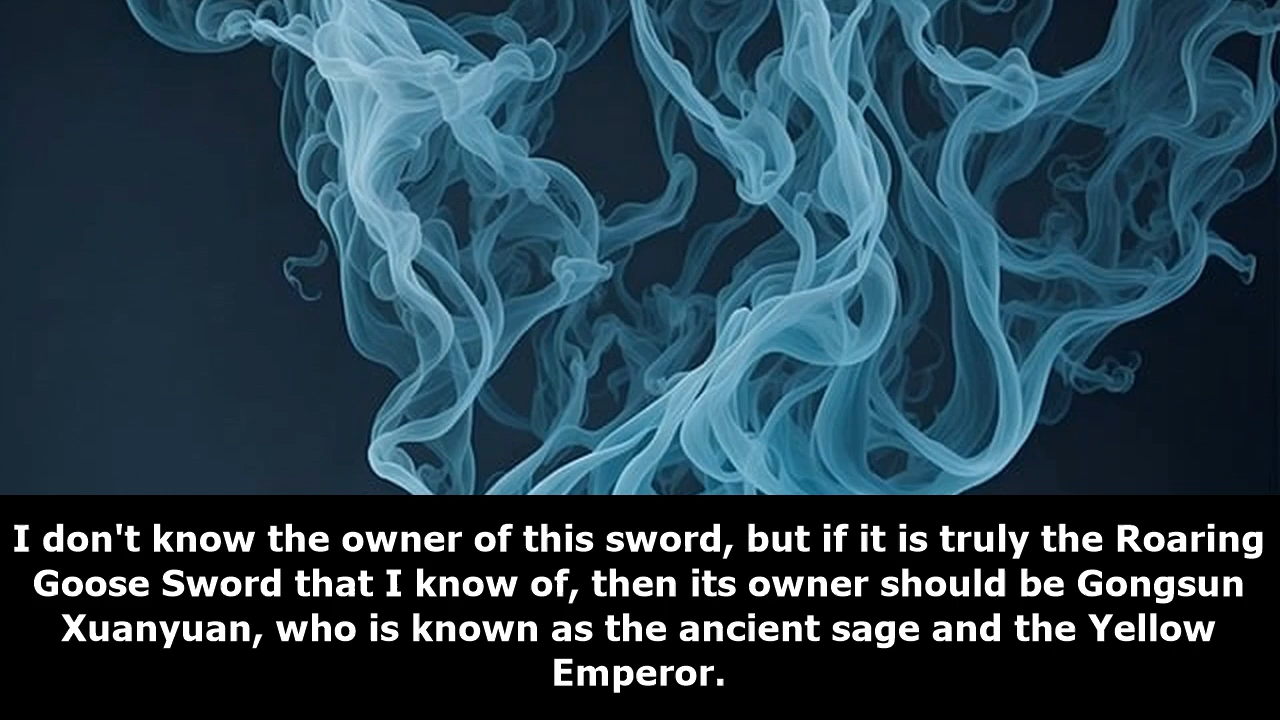 I don't know the owner of this sword, but if it is truly the Roaring
Goose Sword that I know of, then its owner should be Gongsun
Xuanyuan, who is known as the ancient sage and the Yellow
Emperor.